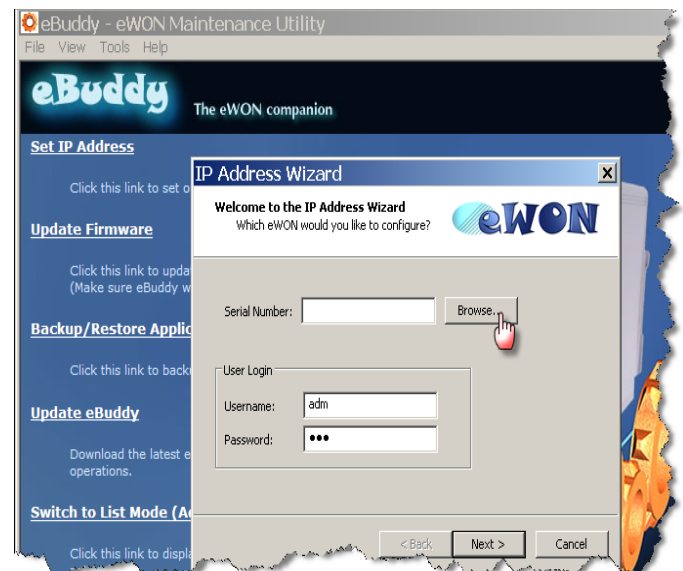 eBuddy - eWON Maintenance Utility
File View Tools Help
eBuddy
The eWON companion
Set IP Address
Click this link to set o
Update Firmware
Click this link to upda
(Make sure eBuddy w
Backup/Restore Applic
Click this link to back
Update eBuddy
Download the latest e
operations.
Switch to List Mode (A
Click this link to displa
IP Address Wizard
Welcome to the IP Address Wizard
Which eWON would you like to configure?
eWON
Serial Number:
Browse...
User Login
Username: adm
Password: •••
< Back Next > Cancel